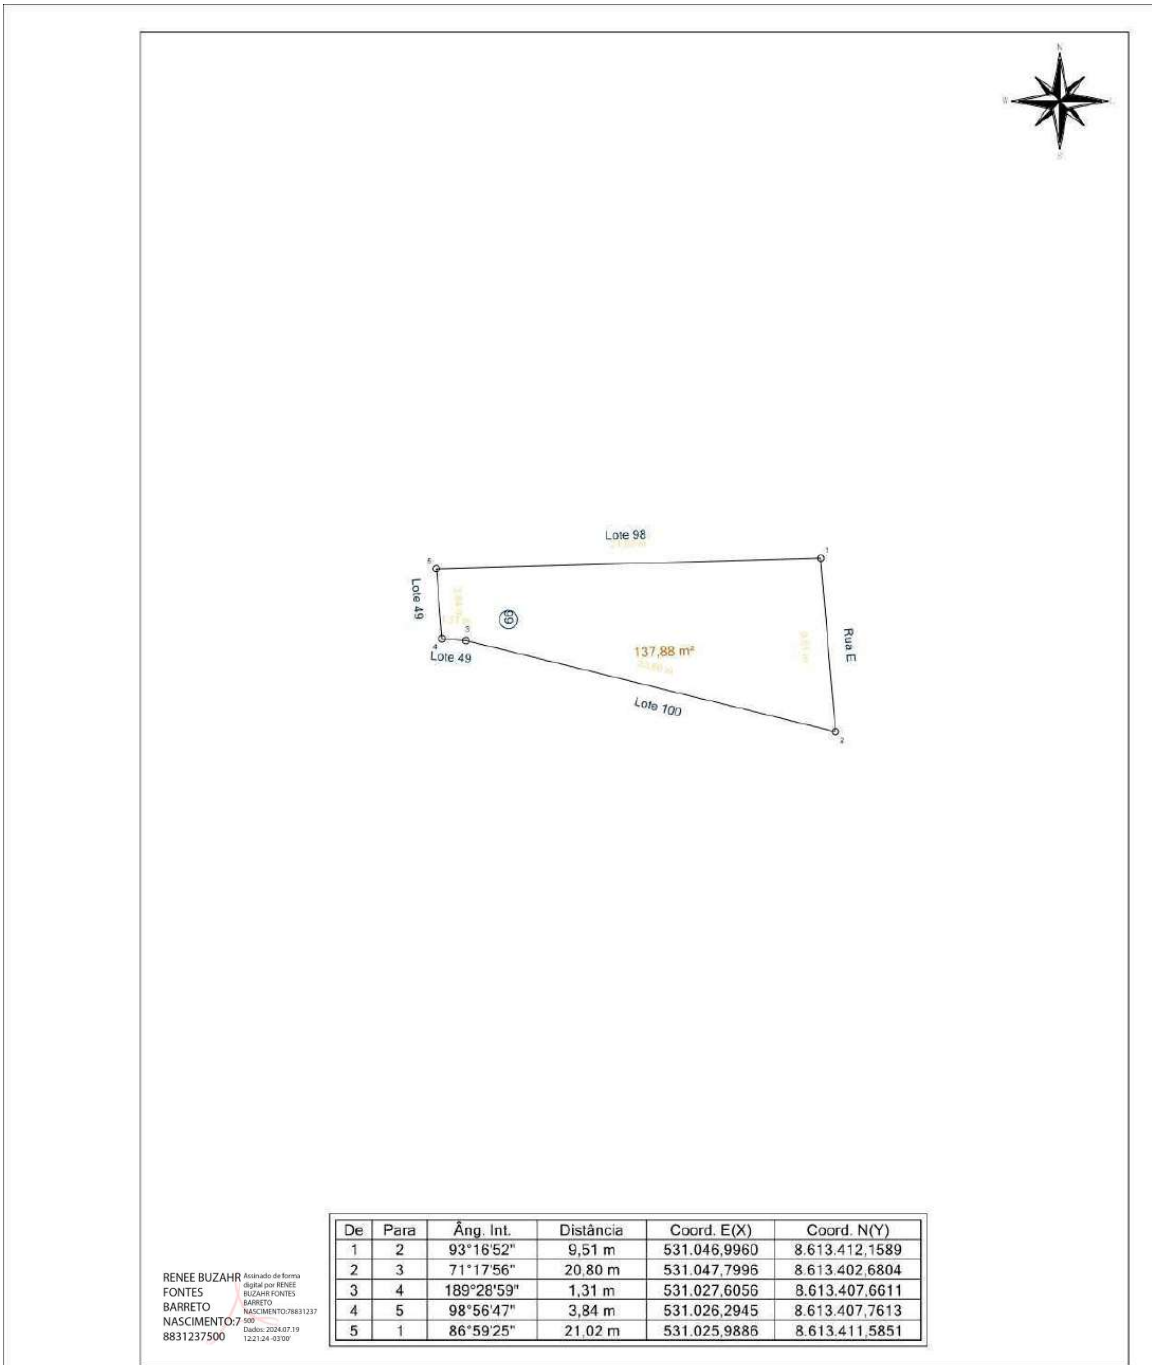 N
W
S
Lote 98
1
5
Lote 49
99
3
4
Lote 49
137,88 m²
Rua E
Lote 100
2
De Para Âng. Int. Distância Coord. E(X) Coord. N(Y)
1 2 93°16'52" 9,51 m 531.046,9960 8.613.412,1589
2 3 71°17'56" 20,80 m 531.047,7996 8.613.402,6804
3 4 189°28'59" 1,31 m 531.027,6056 8.613.407,6611
4 5 98°56'47" 3,84 m 531.026,2945 8.613.407,7613
5 1 86°59'25" 21,02 m 531.025,9886 8.613.411,5851
RENEE BUZAHR
FONTES
BARRETO
NASCIMENTO:7
8831237500
Assinado de forma
digital por RENEE
BUZAHR FONTES
BARRETO
NASCIMENTO:78831237
500
Dados: 2024.07.19
12:21:24 -03'00'